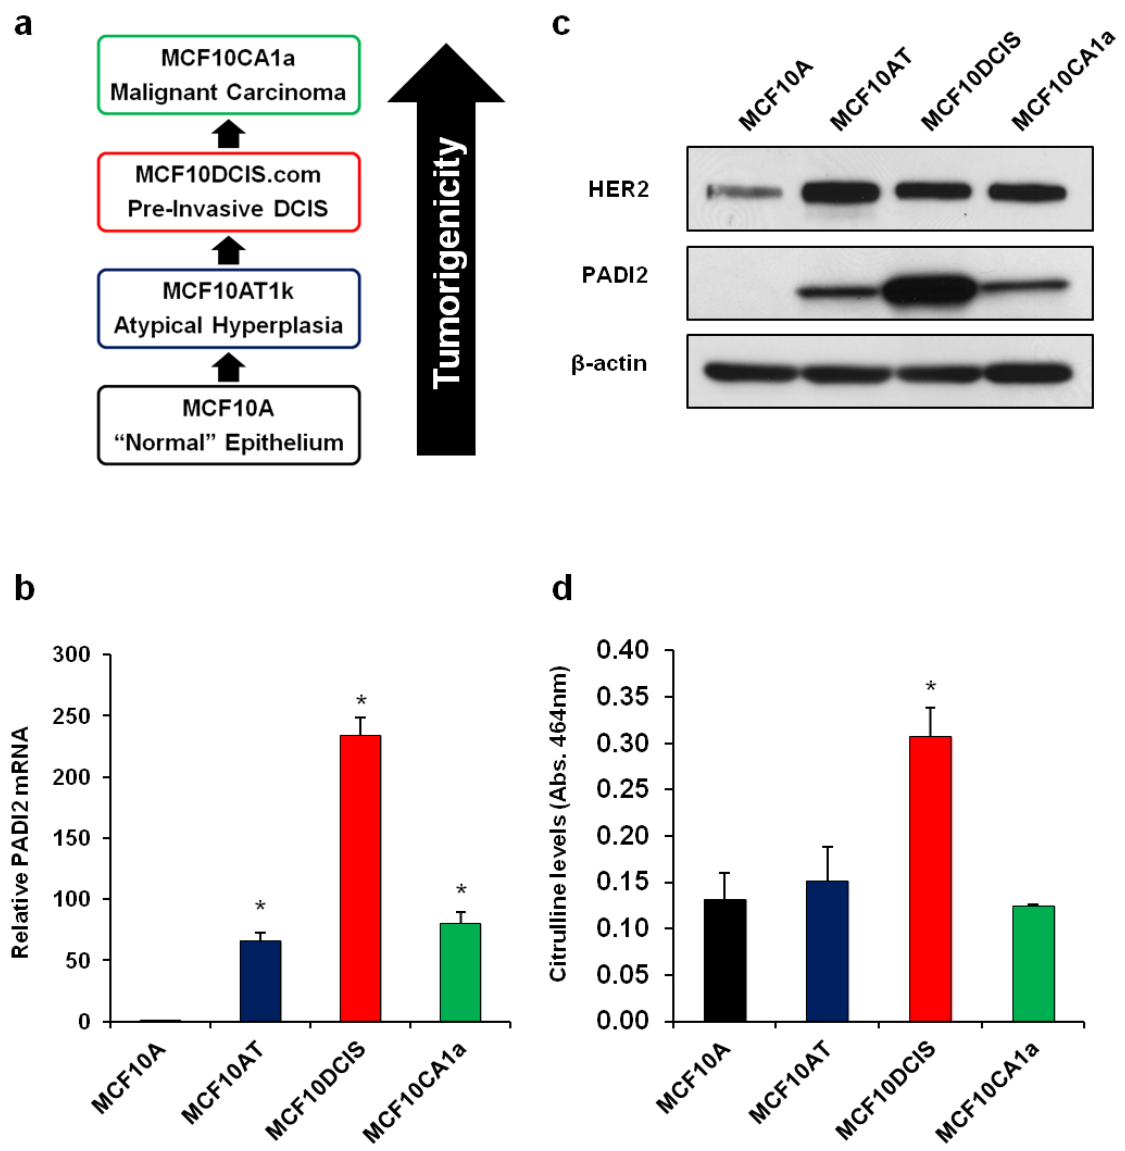 a
MCF10CA1a
Malignant Carcinoma
MCF10DCIS.com
Pre-Invasive DCIS
MCF10AT1k
Atypical Hyperplasia
MCF10A
“Normal” Epithelium
Tumorigenicity
c
MCF10A
MCF10AT
MCF10DCIS
MCF10CA1a
HER2
PADI2
β-actin
b
Relative PADI2 mRNA
300
250
200
150
100
50
0
*
*
*
MCF10A
MCF10AT
MCF10DCIS
MCF10CA1a
d
Citrulline levels (Abs. 464nm)
0.40
0.35
0.30
0.25
0.20
0.15
0.10
0.05
0.00
*
MCF10A
MCF10AT
MCF10DCIS
MCF10CA1a